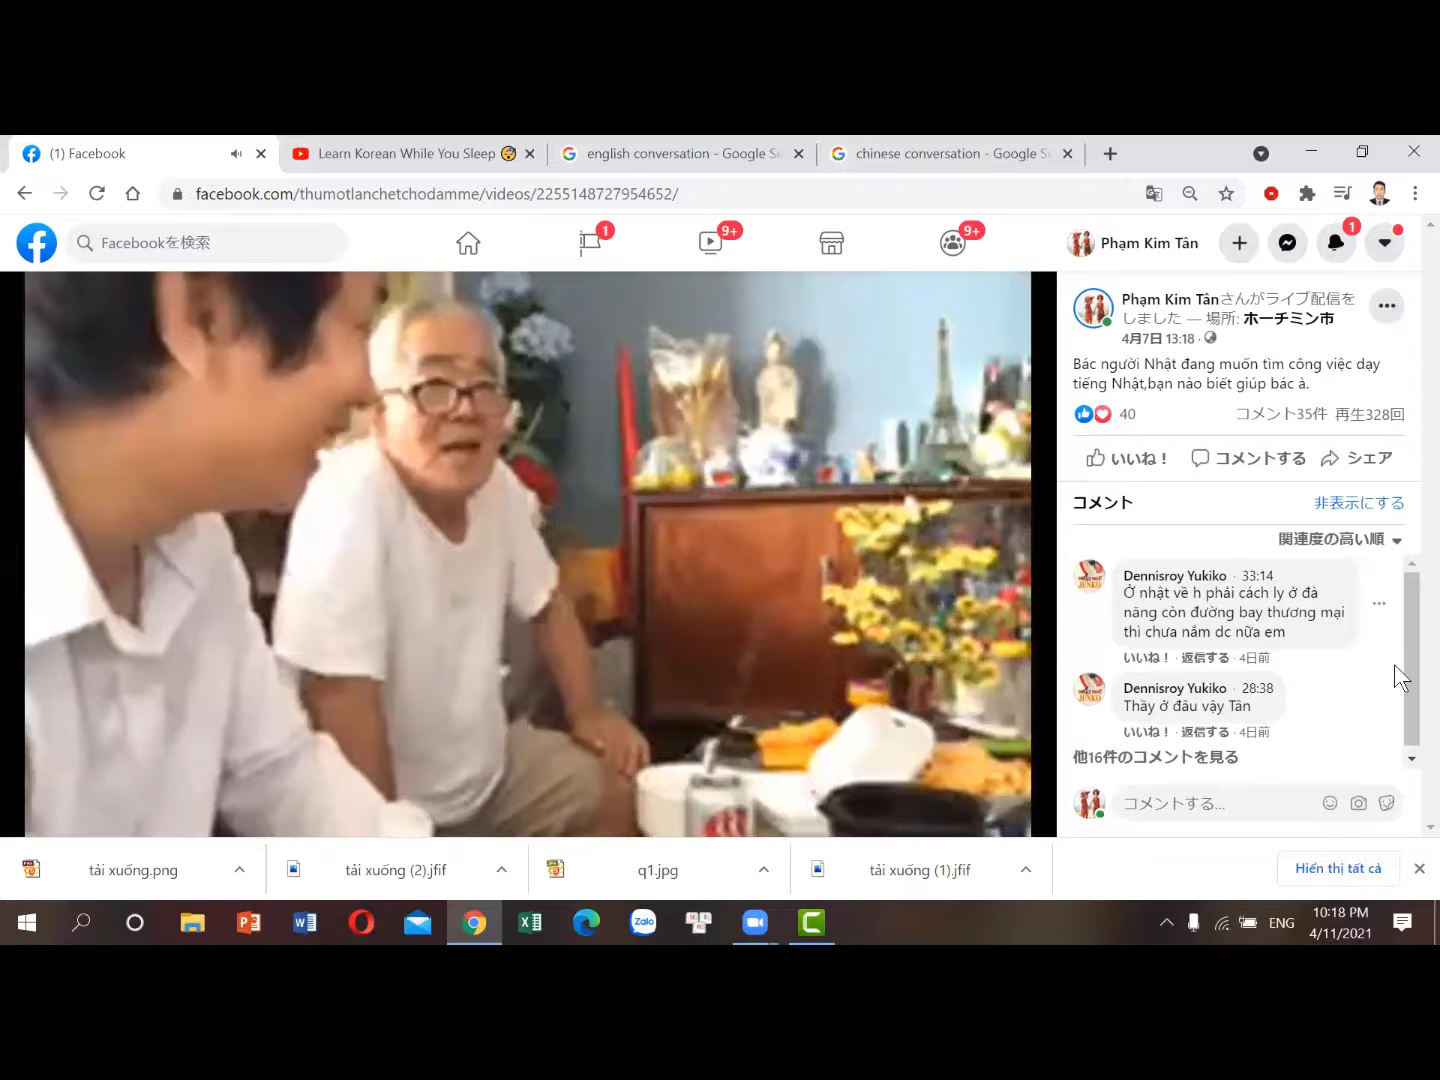 (1) Facebook
Learn Korean While You Sleep 😴
english conversation - Google Se
chinese conversation - Google Se
facebook.com/thumotlanchetchodamme/videos/2255148727954652/
Facebookを検索
1
9+
9+
Phạm Kim Tân
1
Phạm Kim Tânさんがライブ配信を
しました — 場所: ホーチミン市
4月7日 13:18 ·
Bác người Nhật đang muốn tìm công việc dạy
tiếng Nhật,bạn nào biết giúp bác à.
40
コメント35件 再生328回
いいね！ コメントする シェア
コメント
非表示にする
関連度の高い順
Dennisroy Yukiko · 33:14
Ở nhật về h phải cách ly ở đà
năng còn đường bay thương mại
thì chưa nắm dc nữa em
いいね！ · 返信する · 4日前
Dennisroy Yukiko · 28:38
Thầy ở đâu vậy Tân
いいね！ · 返信する · 4日前
他16件のコメントを見る
コメントする...
tải xuống.png
tải xuống (2).jfif
q1.jpg
tải xuống (1).jfif
Hiển thị tất cả
Zalo
ENG
10:18 PM
4/11/2021